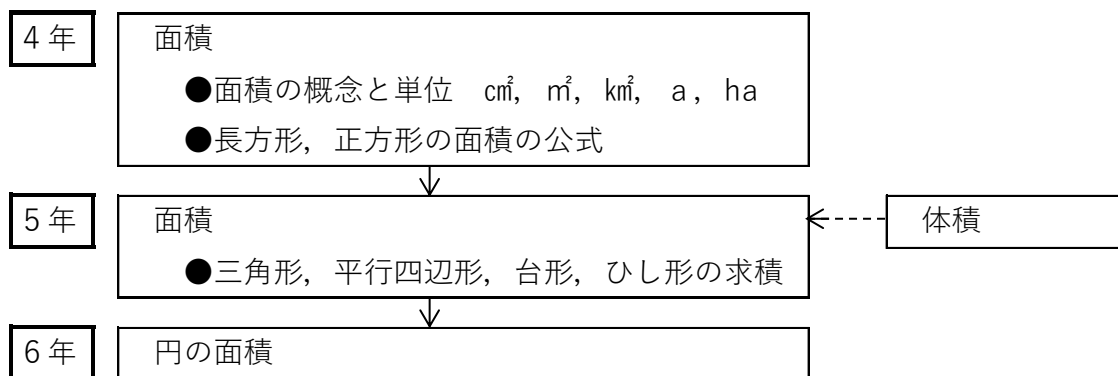 4年
面積
●面積の概念と単位 ㎠, ㎡, ㎢, a, ha
●長方形, 正方形の面積の公式
5年
面積
●三角形, 平行四辺形, 台形, ひし形の求積
体積
6年
円の面積